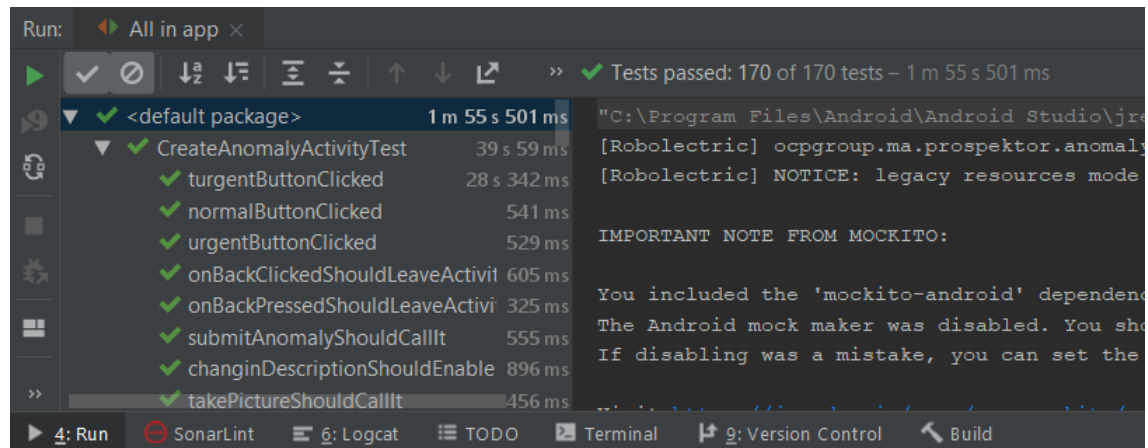 Run: All in app ×
» Tests passed: 170 of 170 tests – 1 m 55 s 501 ms
<default package> 1 m 55 s 501 ms
CreateAnomalyActivityTest 39 s 59 ms
turgentButtonClicked 28 s 342 ms
normalButtonClicked 541 ms
urgentButtonClicked 529 ms
onBackClickedShouldLeaveActivit 605 ms
onBackPressedShouldLeaveActivi 325 ms
submitAnomalyShouldCallIt 555 ms
changinDescriptionShouldEnable 896 ms
takePictureShouldCallIt 456 ms
"C:\Program Files\Android\Android Studio\jre
[Robolectric] ocpgroup.ma.prospektor.anomaly
[Robolectric] NOTICE: legacy resources mode
IMPORTANT NOTE FROM MOCKITO:
You included the 'mockito-android' dependenc
The Android mock maker was disabled. You sho
If disabling was a mistake, you can set the
»
4: Run SonarLint 6: Logcat TODO Terminal 9: Version Control Build